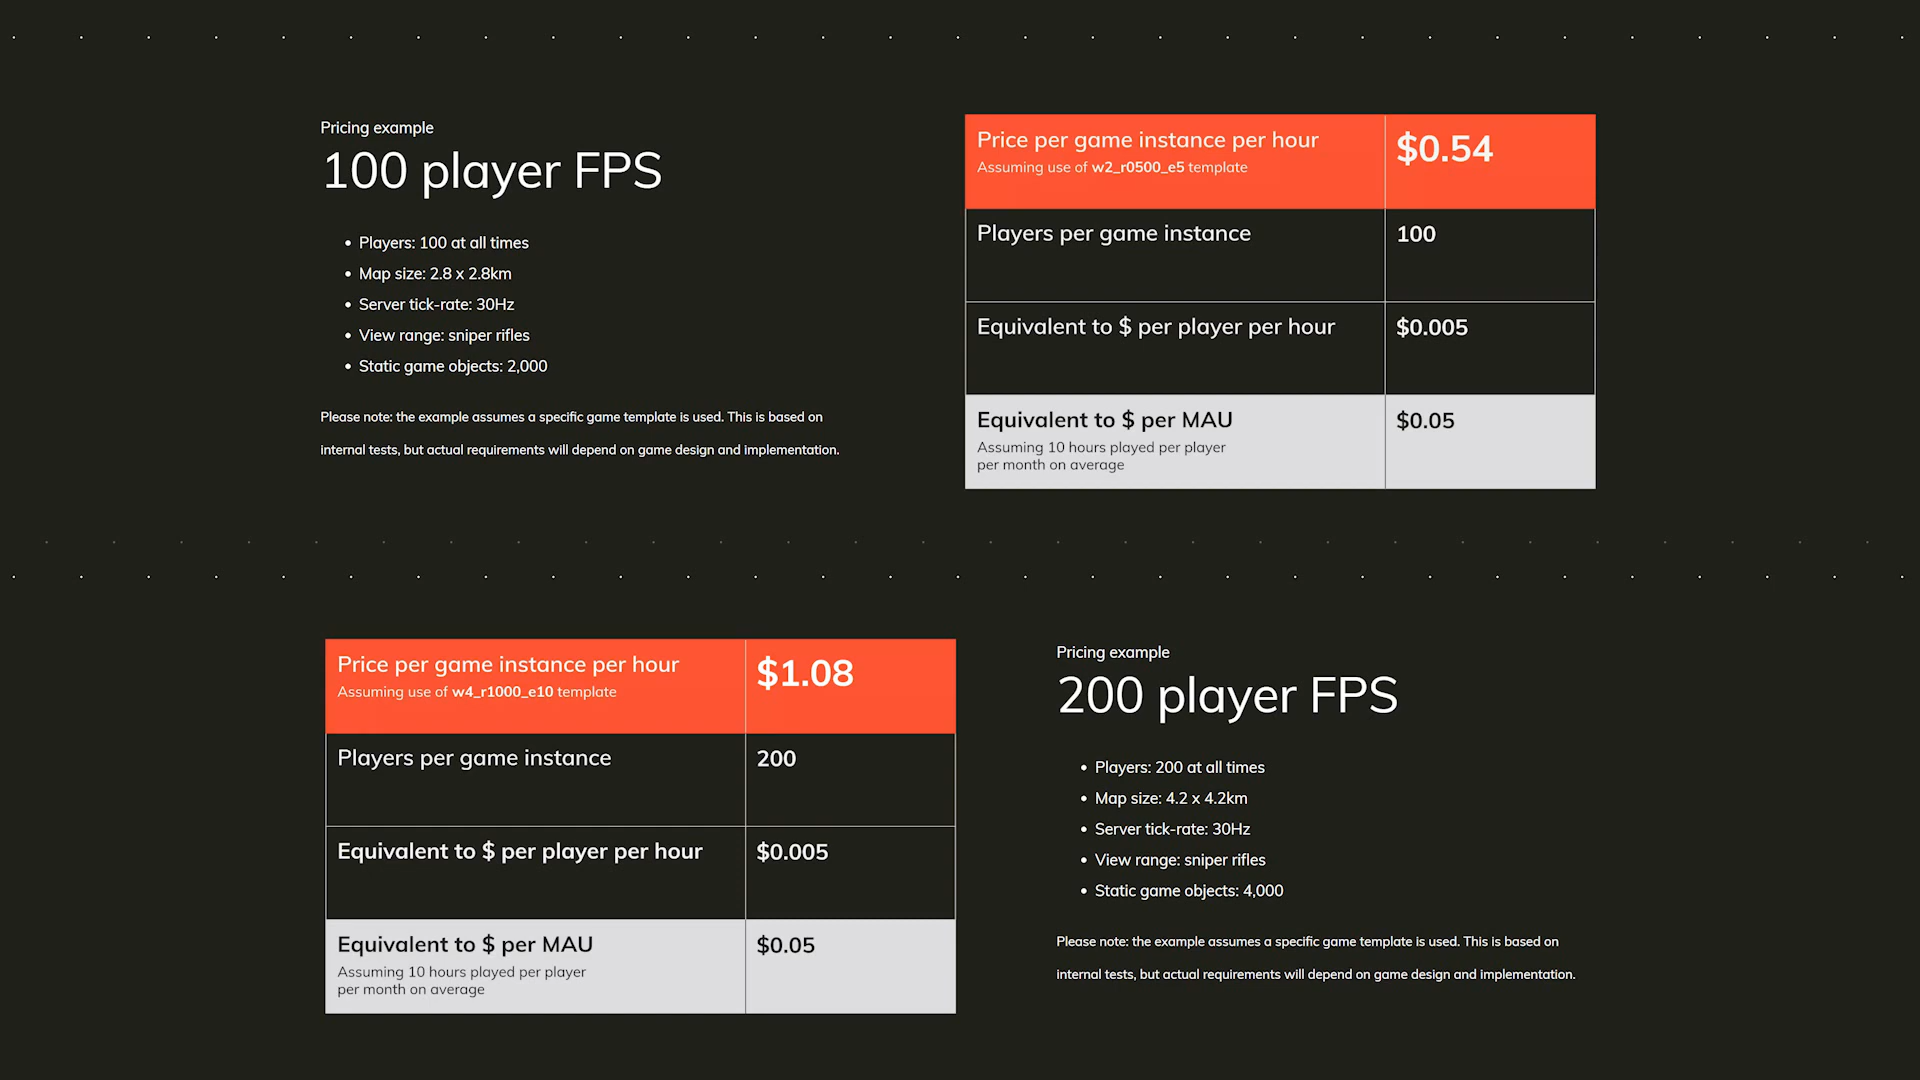 Pricing example
100 player FPS
• Players: 100 at all times
• Map size: 2.8 x 2.8km
• Server tick-rate: 30Hz
• View range: sniper rifles
• Static game objects: 2,000
Please note: the example assumes a specific game template is used. This is based on
internal tests, but actual requirements will depend on game design and implementation.
Price per game instance per hour $0.54
Assuming use of w2_r0500_e5 template
Players per game instance 100
Equivalent to $ per player per hour $0.005
Equivalent to $ per MAU $0.05
Assuming 10 hours played per player
per month on average
Price per game instance per hour $1.08
Assuming use of w4_r1000_e10 template
Players per game instance 200
Equivalent to $ per player per hour $0.005
Equivalent to $ per MAU $0.05
Assuming 10 hours played per player
per month on average
Pricing example
200 player FPS
• Players: 200 at all times
• Map size: 4.2 x 4.2km
• Server tick-rate: 30Hz
• View range: sniper rifles
• Static game objects: 4,000
Please note: the example assumes a specific game template is used. This is based on
internal tests, but actual requirements will depend on game design and implementation.